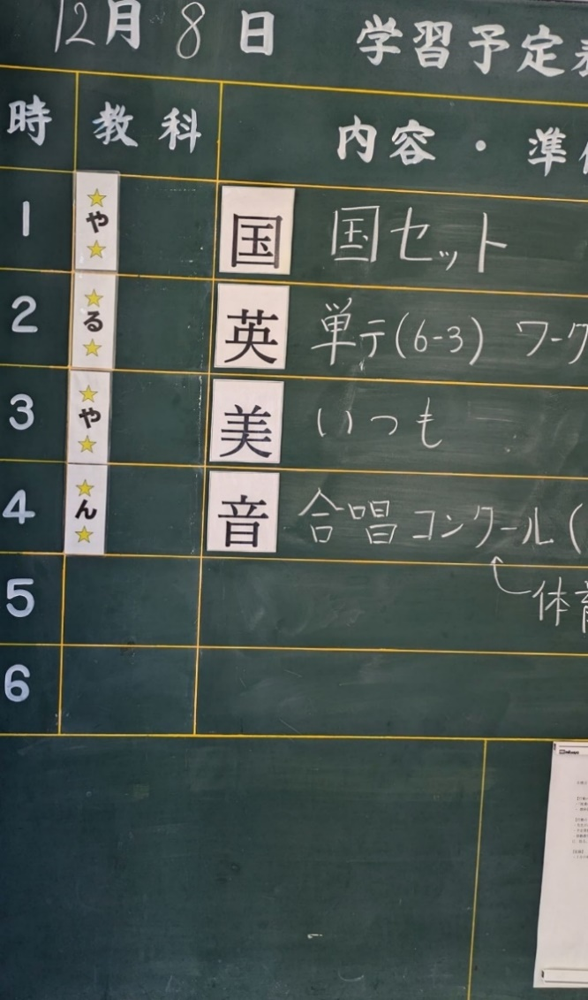 12月8日 学習予定
時 教科 内容・準
1 ★や★ 国 国セット
2 ★る★ 英 単テ(6-3) ワーク
3 ★や★ 美 いつも
4 ★ん★ 音 合唱コンクール(
体育
5
6